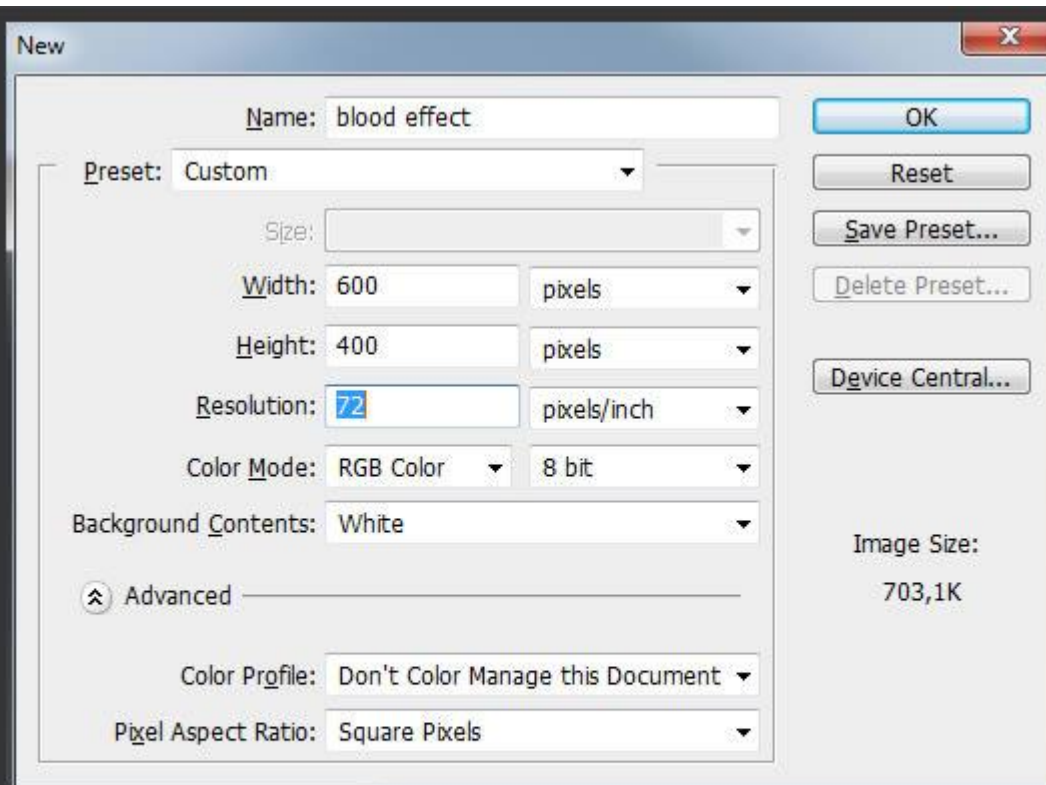 New
Name: blood effect
OK
Preset: Custom
Reset
Size:
Save Preset...
Width: 600 pixels
Delete Preset...
Height: 400 pixels
Device Central...
Resolution: 72 pixels/inch
Color Mode: RGB Color 8 bit
Background Contents: White
Image Size:
703,1K
Advanced
Color Profile: Don't Color Manage this Document
Pixel Aspect Ratio: Square Pixels